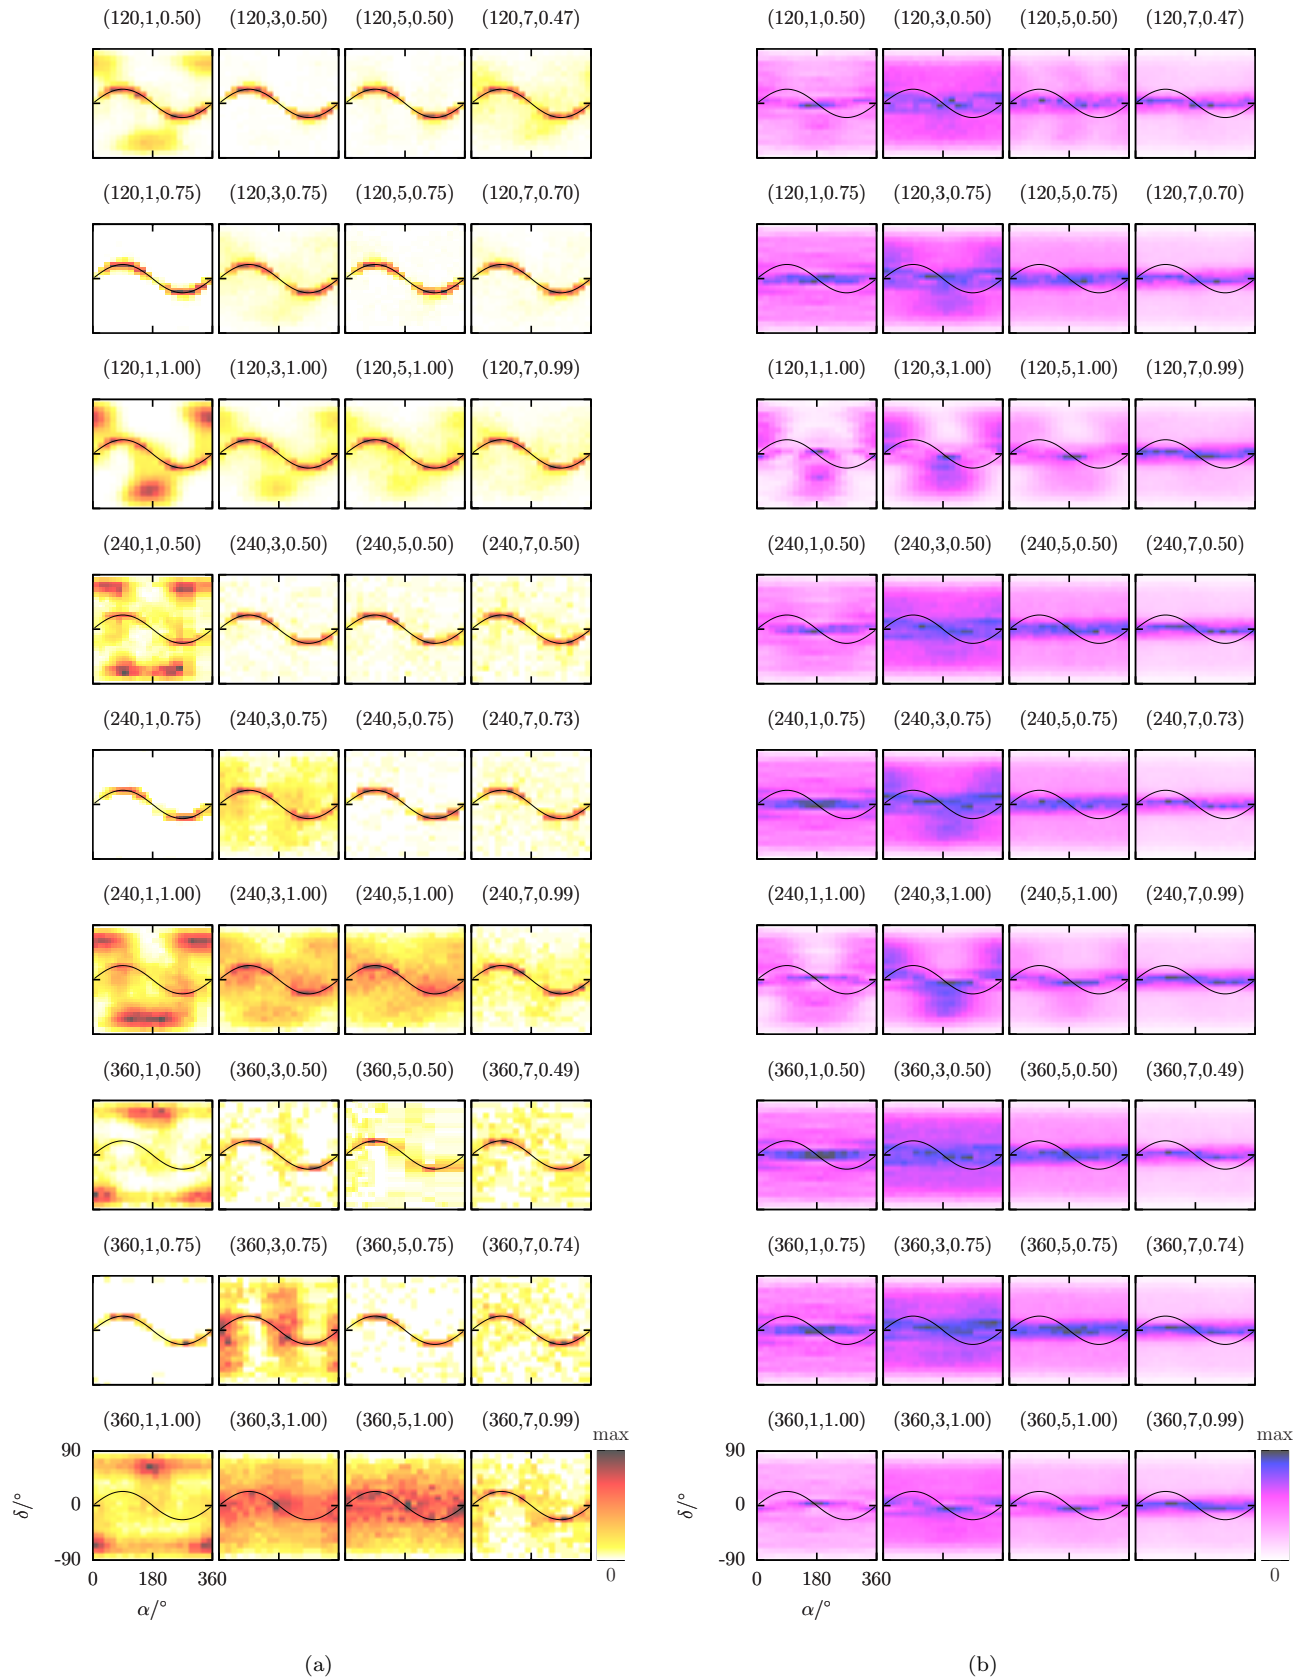 (120,1,0.50) (120,3,0.50) (120,5,0.50) (120,7,0.47) (120,1,0.50) (120,3,0.50) (120,5,0.50) (120,7,0.47)
(120,1,0.75) (120,3,0.75) (120,5,0.75) (120,7,0.70) (120,1,0.75) (120,3,0.75) (120,5,0.75) (120,7,0.70)
(120,1,1.00) (120,3,1.00) (120,5,1.00) (120,7,0.99) (120,1,1.00) (120,3,1.00) (120,5,1.00) (120,7,0.99)
(240,1,0.50) (240,3,0.50) (240,5,0.50) (240,7,0.50) (240,1,0.50) (240,3,0.50) (240,5,0.50) (240,7,0.50)
(240,1,0.75) (240,3,0.75) (240,5,0.75) (240,7,0.73) (240,1,0.75) (240,3,0.75) (240,5,0.75) (240,7,0.73)
(240,1,1.00) (240,3,1.00) (240,5,1.00) (240,7,0.99) (240,1,1.00) (240,3,1.00) (240,5,1.00) (240,7,0.99)
(360,1,0.50) (360,3,0.50) (360,5,0.50) (360,7,0.49) (360,1,0.50) (360,3,0.50) (360,5,0.50) (360,7,0.49)
(360,1,0.75) (360,3,0.75) (360,5,0.75) (360,7,0.74) (360,1,0.75) (360,3,0.75) (360,5,0.75) (360,7,0.74)
(360,1,1.00) (360,3,1.00) (360,5,1.00) (360,7,0.99) (360,1,1.00) (360,3,1.00) (360,5,1.00) (360,7,0.99)
max max
90 90
δ/° 0 δ/° 0
-90 0 -90 0
0 180 360 0 180 360
α/° α/°
(a) (b)